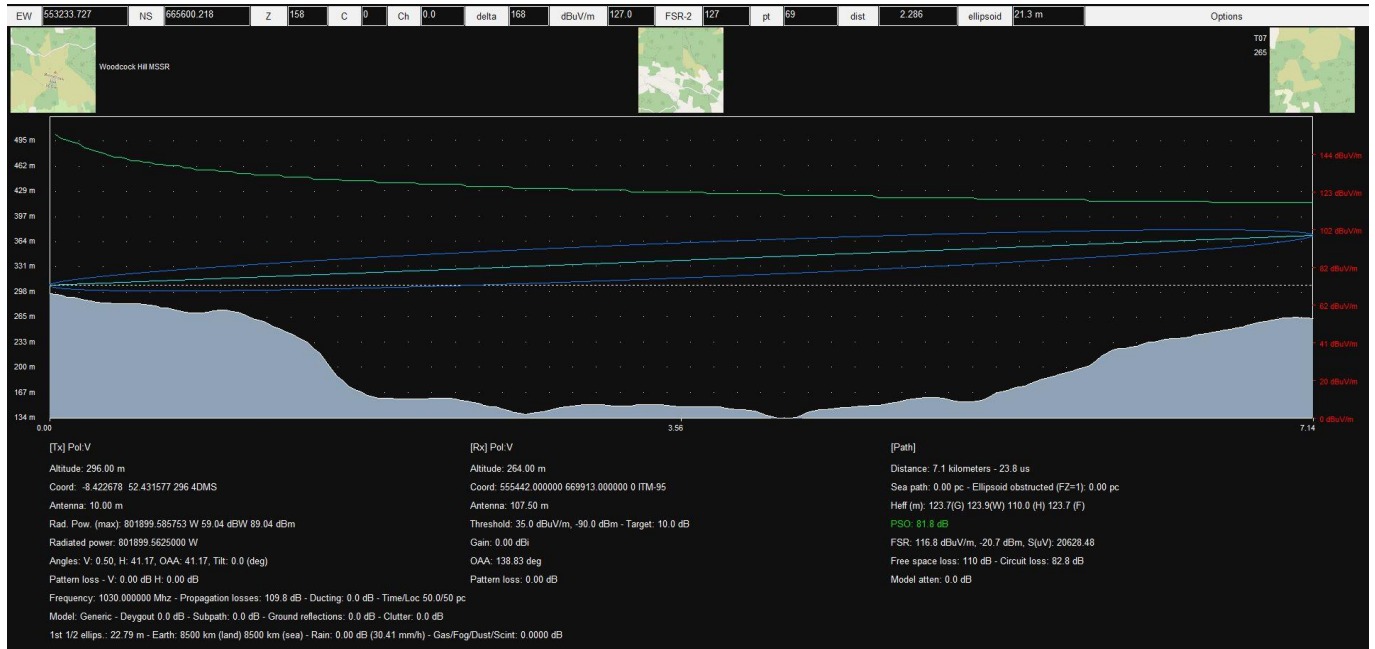 EW 553233.727 NS 665600.218 Z 158 C 0 Ch 0.0 delta 168 dBuV/m 127.0 FSR-2 127 pt 69 dist 2.286 ellipsoid 21.3 m Options
Woodcock Hill MSSR
T07
265
495 m
462 m
429 m
397 m
364 m
331 m
298 m
265 m
233 m
200 m
167 m
134 m
144 dBuV/m
123 dBuV/m
102 dBuV/m
82 dBuV/m
62 dBuV/m
41 dBuV/m
20 dBuV/m
0 dBuV/m
0.00 3.56 7.14
[Tx] Pol:V
Altitude: 296.00 m
Coord: -8.422678 52.431577 296 4DMS
Antenna: 10.00 m
Rad. Pow. (max): 801899.585753 W 59.04 dBW 89.04 dBm
Radiated power: 801899.5625000 W
Angles: V: 0.50, H: 41.17, OAA: 41.17, Tilt: 0.0 (deg)
Pattern loss - V: 0.00 dB H: 0.00 dB
Frequency: 1030.000000 Mhz - Propagation losses: 109.8 dB - Ducting: 0.0 dB - Time/Loc 50.0/50 pc
Model: Generic - Deygout 0.0 dB - Subpath: 0.0 dB - Ground reflections: 0.0 dB - Clutter: 0.0 dB
1st 1/2 ellips.: 22.79 m - Earth: 8500 km (land) 8500 km (sea) - Rain: 0.00 dB (30.41 mm/h) - Gas/Fog/Dust/Scint: 0.0000 dB
[Rx] Pol:V
Altitude: 264.00 m
Coord: 555442.000000 669913.000000 0 ITM-95
Antenna: 107.50 m
Threshold: 35.0 dBuV/m, -90.0 dBm - Target: 10.0 dB
Gain: 0.00 dBi
OAA: 138.83 deg
Pattern loss: 0.00 dB
[Path]
Distance: 7.1 kilometers - 23.8 us
Sea path: 0.00 pc - Ellipsoid obstructed (FZ=1): 0.00 pc
Heff (m): 123.7(G) 123.9(W) 110.0 (H) 123.7 (F)
PSO: 81.8 dB
FSR: 116.8 dBuV/m, -20.7 dBm, S(uV): 20628.48
Free space loss: 110 dB - Circuit loss: 82.8 dB
Model atten: 0.0 dB